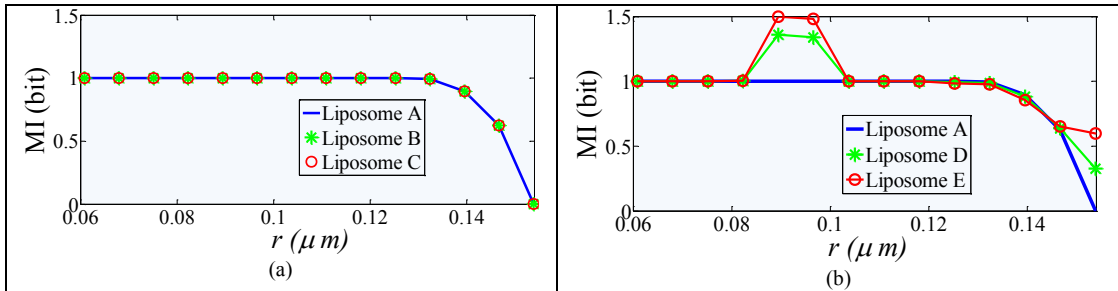 1.5
1
0.5
0
MI (bit)
Liposome A
Liposome B
Liposome C
0.06
0.08
0.1
0.12
0.14
r (μ m)
(a)
1.5
1
0.5
0
MI (bit)
Liposome A
Liposome D
Liposome E
0.06
0.08
0.1
0.12
0.14
r (μ m)
(b)